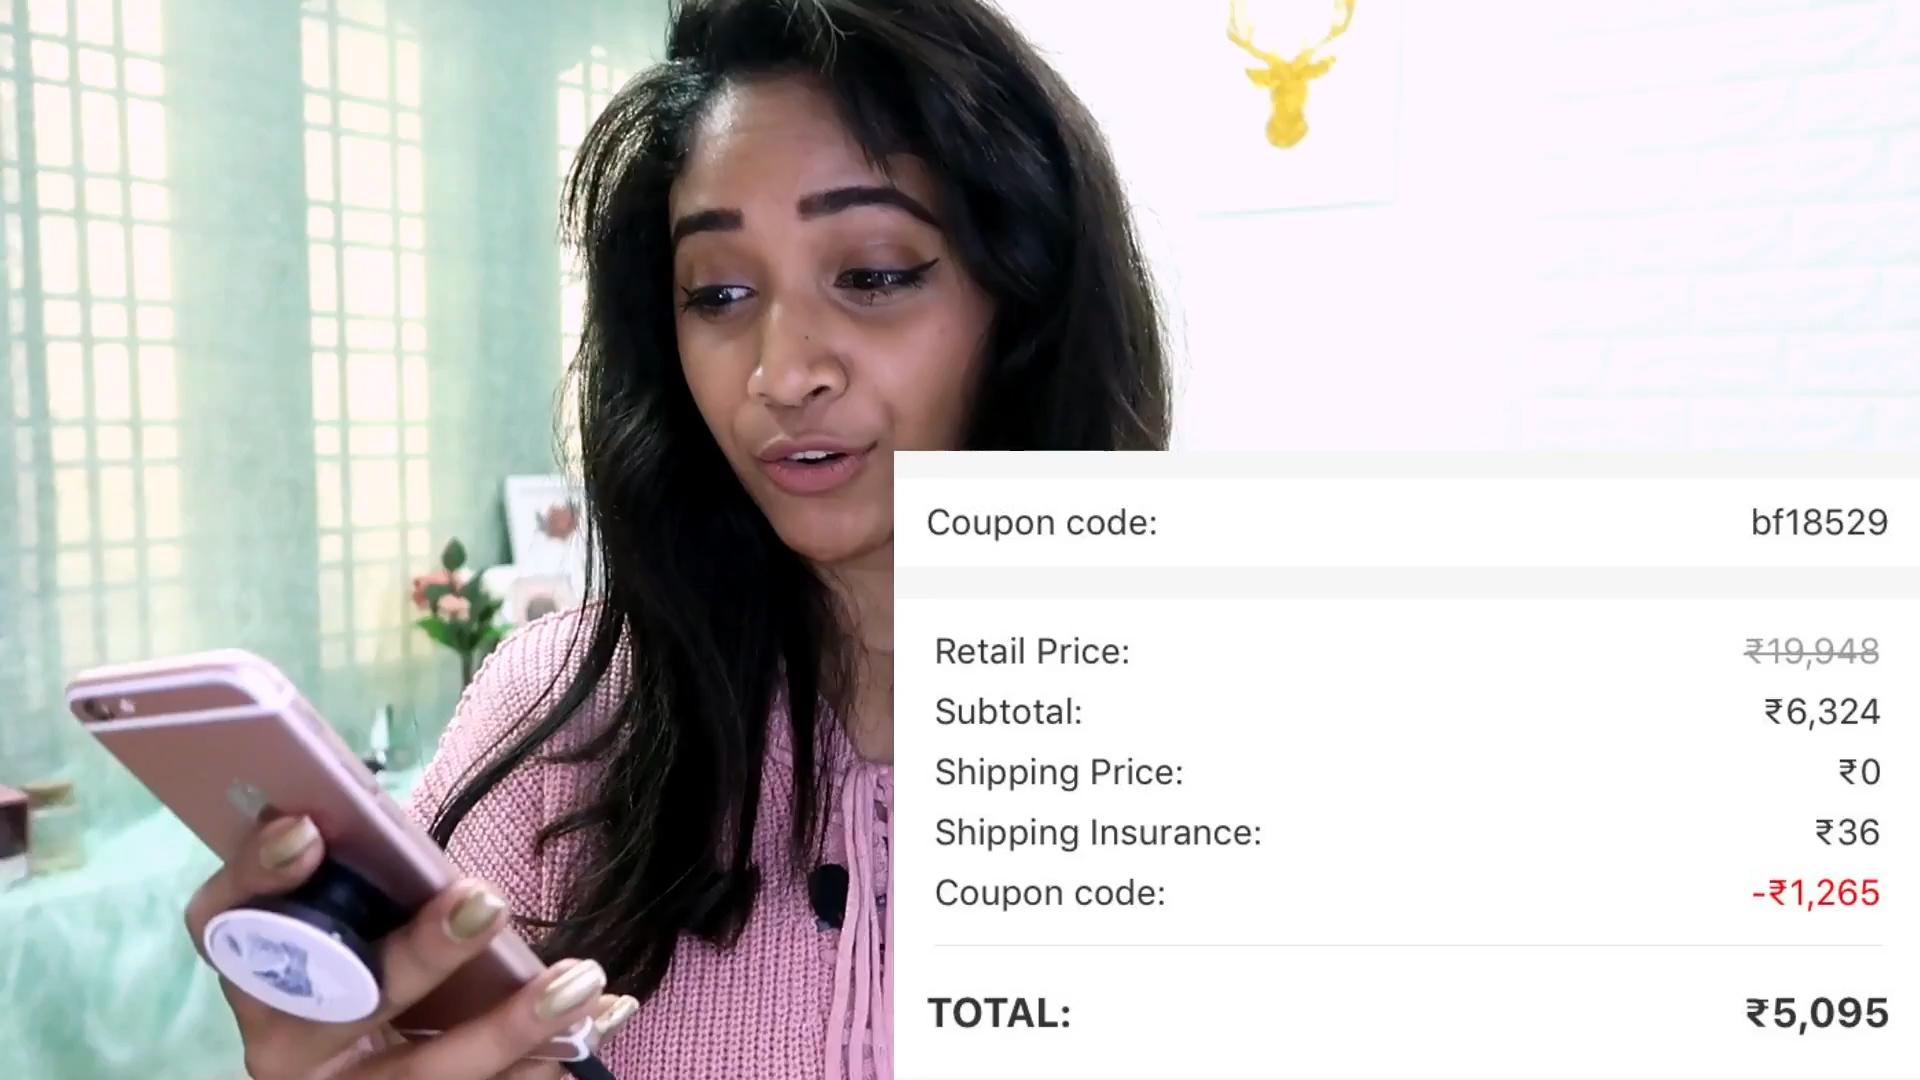 Coupon code: bf18529
Retail Price: ₹19,948
Subtotal: ₹6,324
Shipping Price: ₹0
Shipping Insurance: ₹36
Coupon code: -₹1,265
TOTAL: ₹5,095